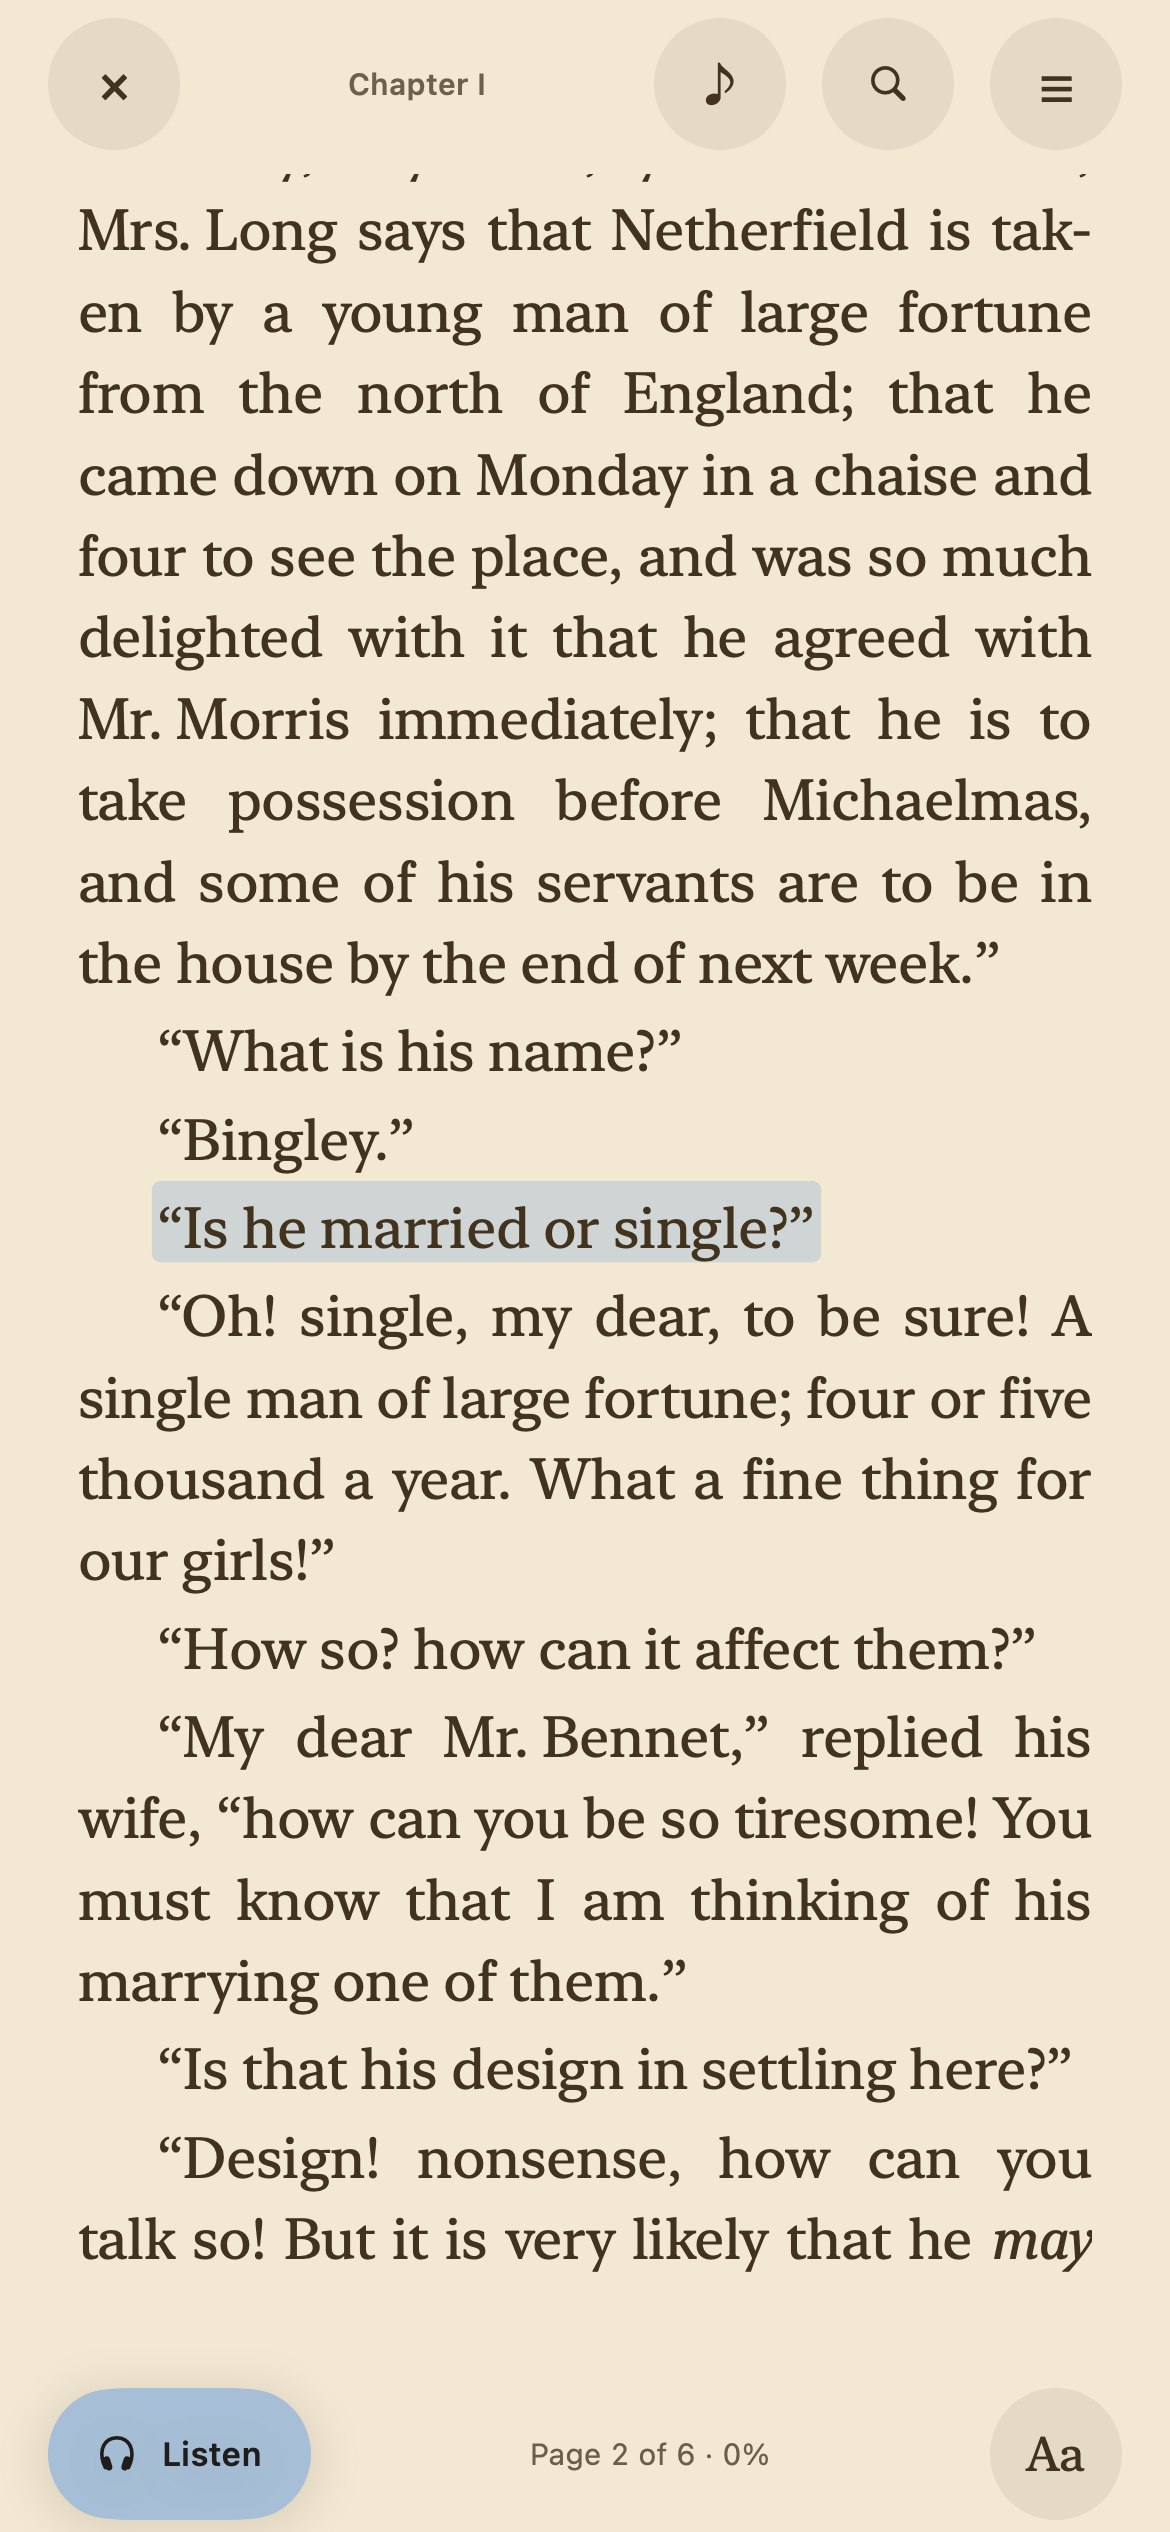 Chapter I
Mrs. Long says that Netherfield is tak-
en by a young man of large fortune
from the north of England; that he
came down on Monday in a chaise and
four to see the place, and was so much
delighted with it that he agreed with
Mr. Morris immediately; that he is to
take possession before Michaelmas,
and some of his servants are to be in
the house by the end of next week.”
“What is his name?”
“Bingley.”
“Is he married or single?”
“Oh! single, my dear, to be sure! A
single man of large fortune; four or five
thousand a year. What a fine thing for
our girls!”
“How so? how can it affect them?”
“My dear Mr. Bennet,” replied his
wife, “how can you be so tiresome! You
must know that I am thinking of his
marrying one of them.”
“Is that his design in settling here?”
“Design! nonsense, how can you
talk so! But it is very likely that he may
Listen
Page 2 of 6 · 0%
Aa